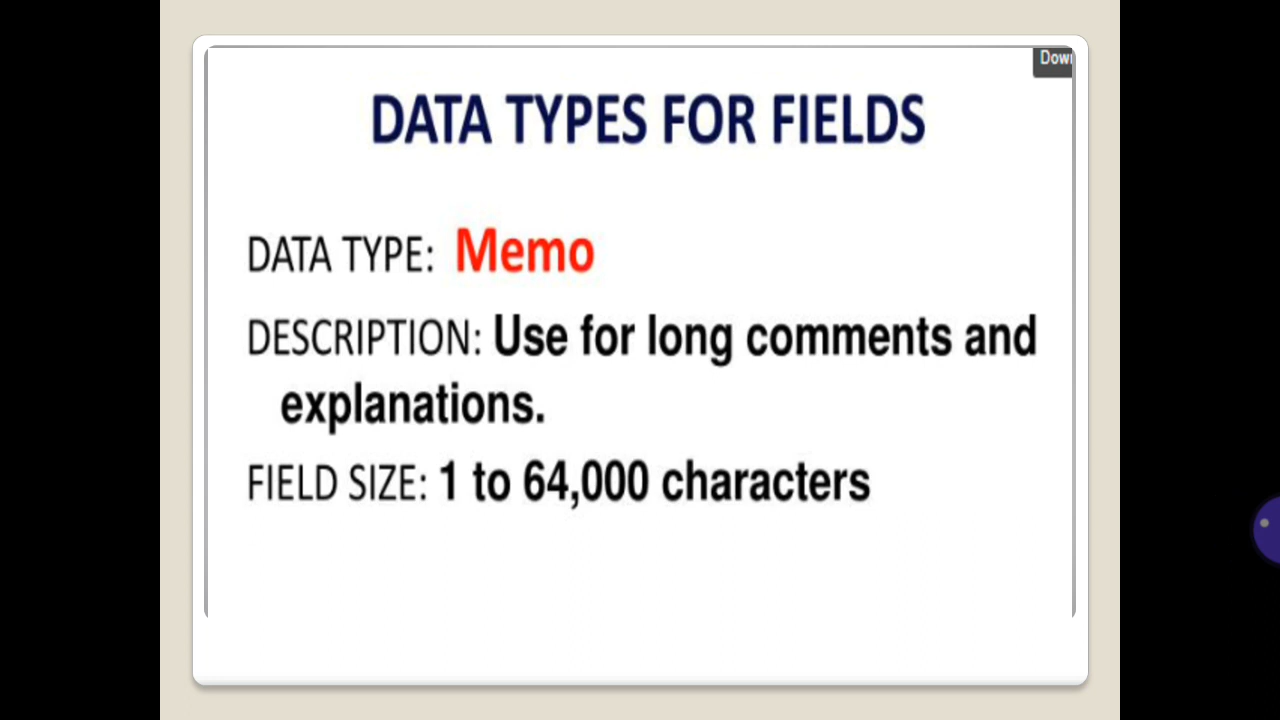 Dow
DATA TYPES FOR FIELDS
DATA TYPE: Memo
DESCRIPTION: Use for long comments and
explanations.
FIELD SIZE: 1 to 64,000 characters